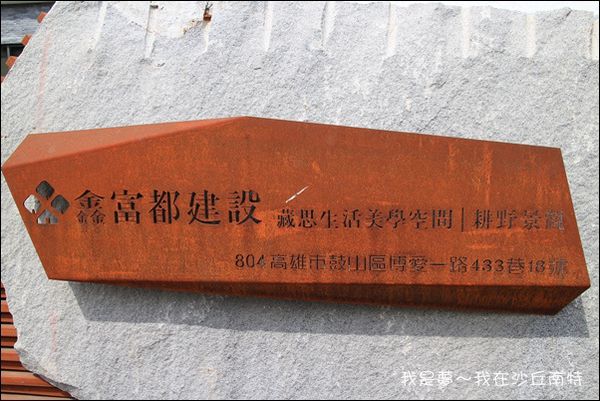 鑫富都建設 藏思生活美學空間｜耕野景觀
804高雄市鼓山區博愛一路433巷18號
我是夢～我在沙丘南特